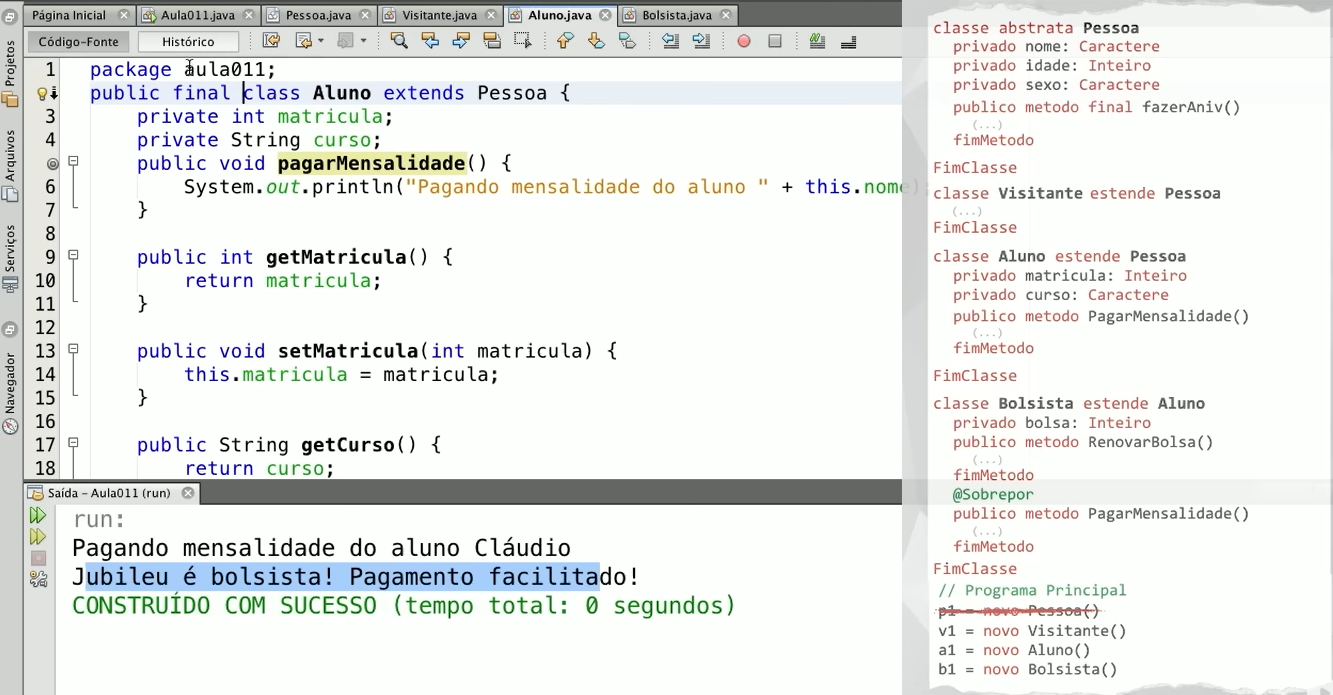 Página Inicial Aula011.java Pessoa.java Visitante.java Aluno.java Bolsista.java
Código-Fonte Histórico
Projetos
Arquivos
Serviços
Navegador
1 package aula011;
public final class Aluno extends Pessoa {
3 private int matricula;
4 private String curso;
public void pagarMensalidade() {
6 System.out.println("Pagando mensalidade do aluno " + this.nome);
7 }
8
9 public int getMatricula() {
10 return matricula;
11 }
12
13 public void setMatricula(int matricula) {
14 this.matricula = matricula;
15 }
16
17 public String getCurso() {
18 return curso;
Saída - Aula011 (run)
run:
Pagando mensalidade do aluno Cláudio
Jubileu é bolsista! Pagamento facilitado!
CONSTRUÍDO COM SUCESSO (tempo total: 0 segundos)
classe abstrata Pessoa
privado nome: Caractere
privado idade: Inteiro
privado sexo: Caractere
publico metodo final fazerAniv()
(...)
fimMetodo
FimClasse
classe Visitante estende Pessoa
(...)
FimClasse
classe Aluno estende Pessoa
privado matricula: Inteiro
privado curso: Caractere
publico metodo PagarMensalidade()
(...)
fimMetodo
FimClasse
classe Bolsista estende Aluno
privado bolsa: Inteiro
publico metodo RenovarBolsa()
(...)
fimMetodo
@Sobrepor
publico metodo PagarMensalidade()
(...)
fimMetodo
FimClasse
// Programa Principal
p1 = novo Pessoa()
v1 = novo Visitante()
a1 = novo Aluno()
b1 = novo Bolsista()